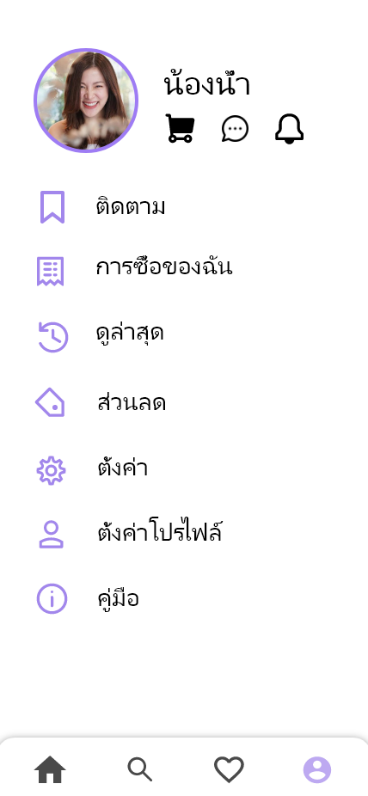 น้องน้ำ
ติดตาม
การซื้อของฉัน
ดูล่าสุด
ส่วนลด
ตั้งค่า
ตั้งค่าโปรไฟล์
คู่มือ